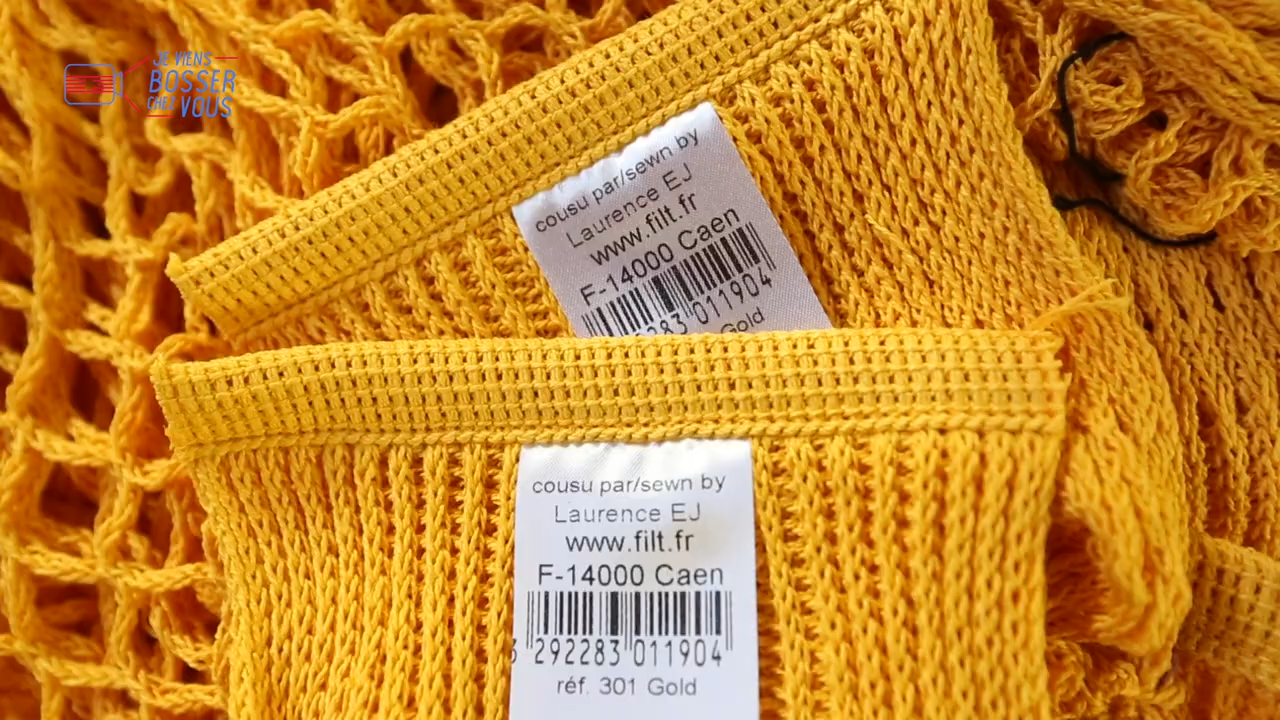 JE VIENS
BOSSER
CHEZ VOUS
cousu par/sewn by
Laurence EJ
www.filt.fr
F-14000 Caen
283 011904
Gold
cousu par/sewn by
Laurence EJ
www.filt.fr
F-14000 Caen
3 292283 011904
réf. 301 Gold